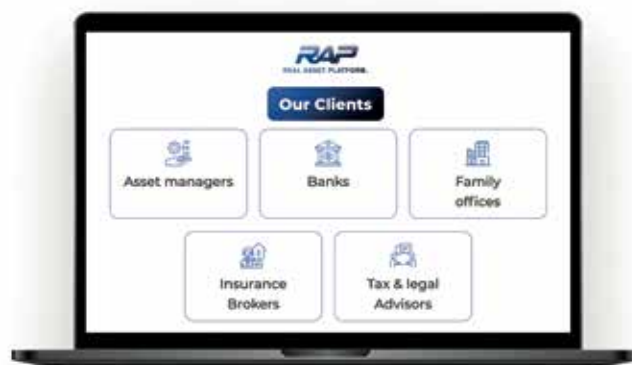 RAP
REAL ASSET PLATFORM.
Our Clients
Asset managers
Banks
Family
offices
Insurance
Brokers
Tax & legal
Advisors